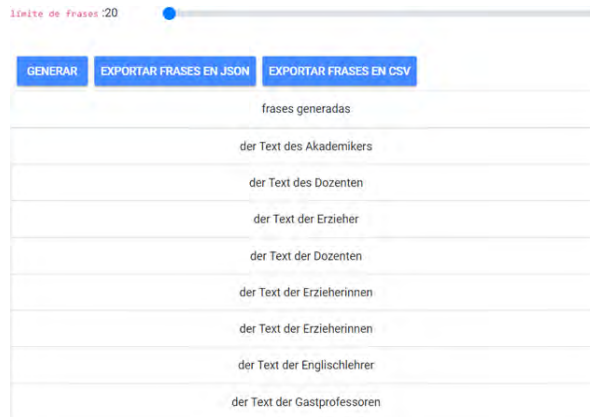 límite de frases :20
GENERAR EXPORTAR FRASES EN JSON EXPORTAR FRASES EN CSV
frases generadas
der Text des Akademikers
der Text des Dozenten
der Text der Erzieher
der Text der Dozenten
der Text der Erzieherinnen
der Text der Erzieherinnen
der Text der Englischlehrer
der Text der Gastprofessoren